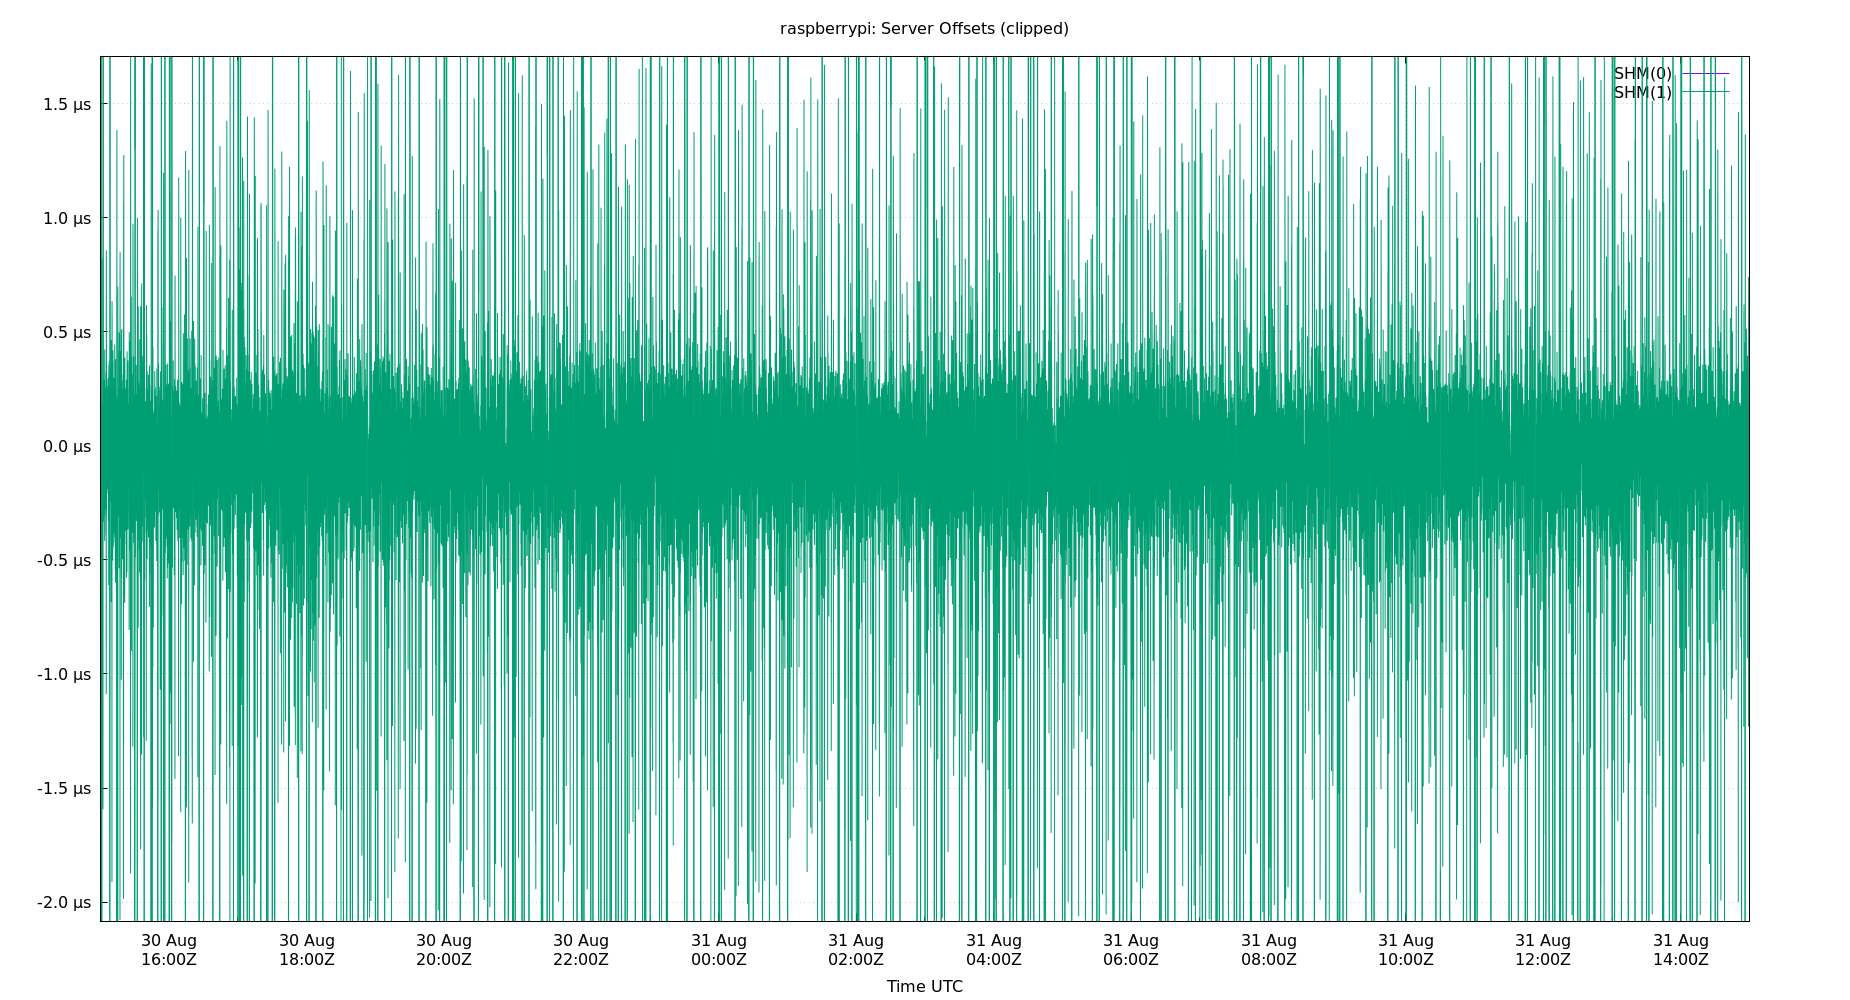 raspberrypi: Server Offsets (clipped)
SHM(0)
SHM(1)
1.5 µs
1.0 µs
0.5 µs
0.0 µs
-0.5 µs
-1.0 µs
-1.5 µs
-2.0 µs
30 Aug 30 Aug 30 Aug 30 Aug 31 Aug 31 Aug 31 Aug 31 Aug 31 Aug 31 Aug 31 Aug 31 Aug
16:00Z 18:00Z 20:00Z 22:00Z 00:00Z 02:00Z 04:00Z 06:00Z 08:00Z 10:00Z 12:00Z 14:00Z
Time UTC